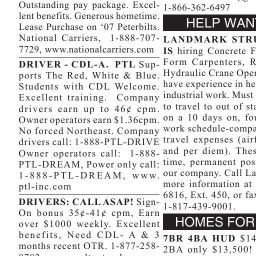 Outstanding pay package. Excel-
lent benefits. Generous hometime.
Lease Purchase on '07 Peterbilts.
National Carriers, 1-888-707-
7729, www.nationalcarriers.com
DRIVER - CDL-A. PTL Sup-
ports The Red, White & Blue.
Students with CDL Welcome.
Excellent training. Company
drivers earn up to 46¢ cpm.
Owner operators earn $1.36cpm.
No forced Northeast. Company
drivers call: 1-888-PTL-DRIVE
Owner operators call: 1-888-
PTL-DREAM, Power only call:
1-888-PTL-DREAM, www.
ptl-inc.com
DRIVERS: CALL ASAP! Sign-
On bonus 35¢-41¢ cpm, Earn
over $1000 weekly. Excellent
benefits, Need CDL- A & 3
months recent OTR. 1-877-258-
1-866-362-6497
HELP WAN
LANDMARK STRU
IS hiring Concrete F
Form Carpenters, R
Hydraulic Crane Oper
have experience in he
industrial work. Must
to travel to out of sta
on a 10 days on, fou
work schedule-compa
travel expenses (airf
and per diem). Thes
time, permanent pos
our company. Call La
more information at
6816, Ext. 450, or fax
1-817-439-9001.
HOMES FOR
7BR 4BA HUD $14
2BA only $13,500!